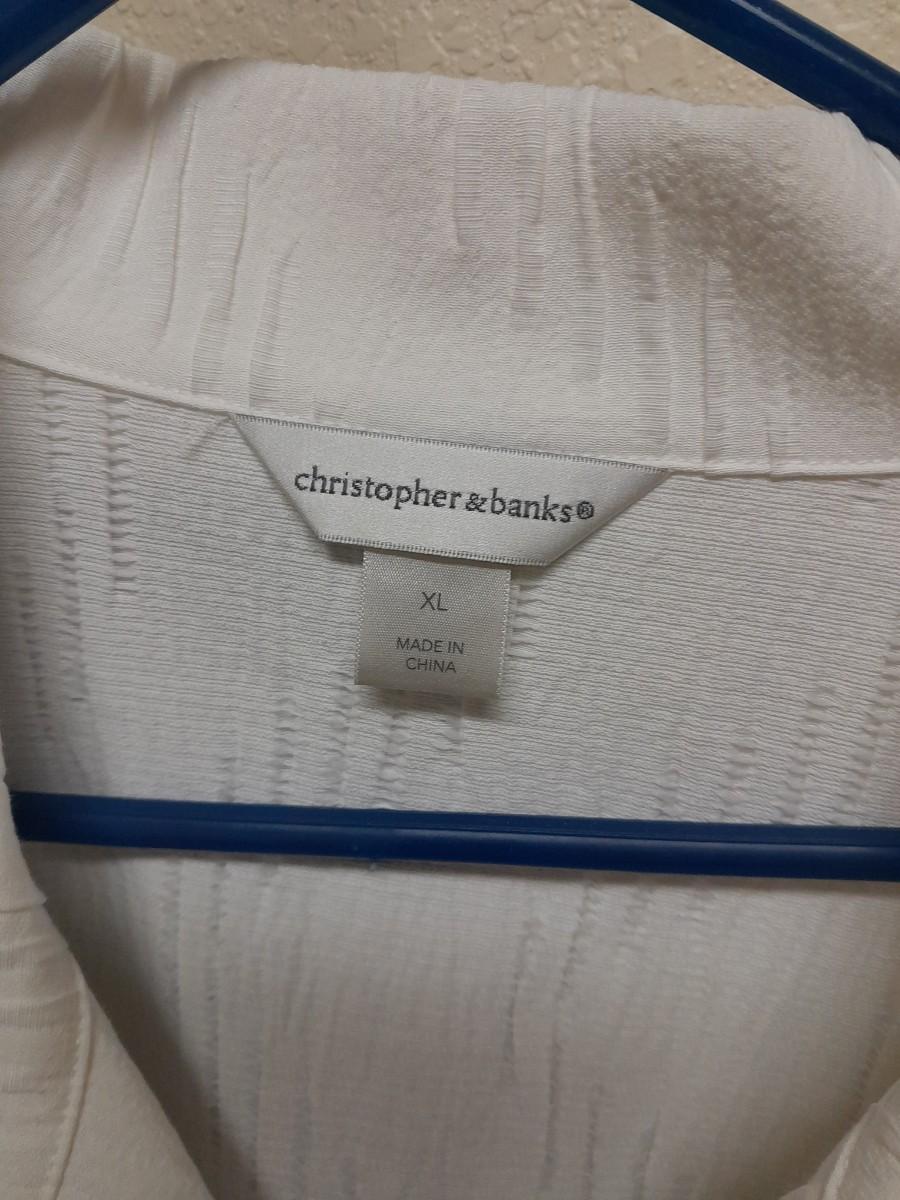 christopher & banks®
XL
MADE IN
CHINA